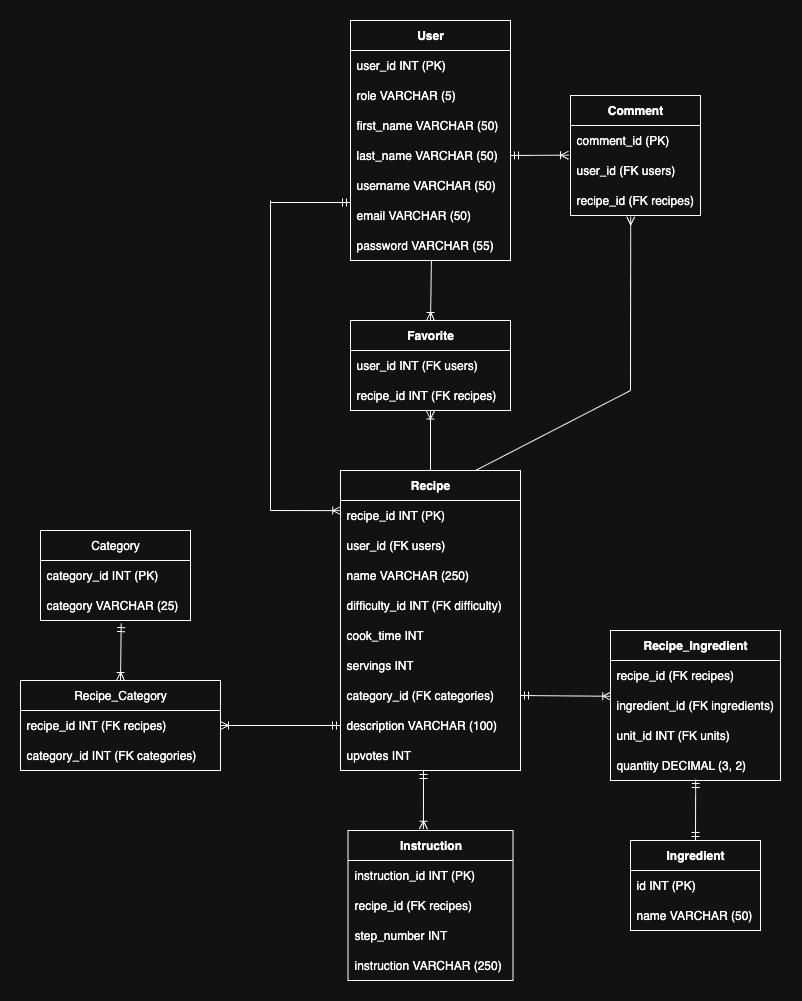 User
user_id INT (PK)
role VARCHAR (5)
first_name VARCHAR (50)
last_name VARCHAR (50)
username VARCHAR (50)
email VARCHAR (50)
password VARCHAR (55)
Comment
comment_id (PK)
user_id (FK users)
recipe_id (FK recipes)
Favorite
user_id INT (FK users)
recipe_id INT (FK recipes)
Recipe
recipe_id INT (PK)
user_id (FK users)
name VARCHAR (250)
difficulty_id INT (FK difficulty)
cook_time INT
servings INT
category_id (FK categories)
description VARCHAR (100)
upvotes INT
Category
category_id INT (PK)
category VARCHAR (25)
Recipe_Category
recipe_id INT (FK recipes)
category_id INT (FK categories)
Recipe_Ingredient
recipe_id (FK recipes)
ingredient_id (FK ingredients)
unit_id INT (FK units)
quantity DECIMAL (3, 2)
Ingredient
id INT (PK)
name VARCHAR (50)
Instruction
instruction_id INT (PK)
recipe_id (FK recipes)
step_number INT
instruction VARCHAR (250)